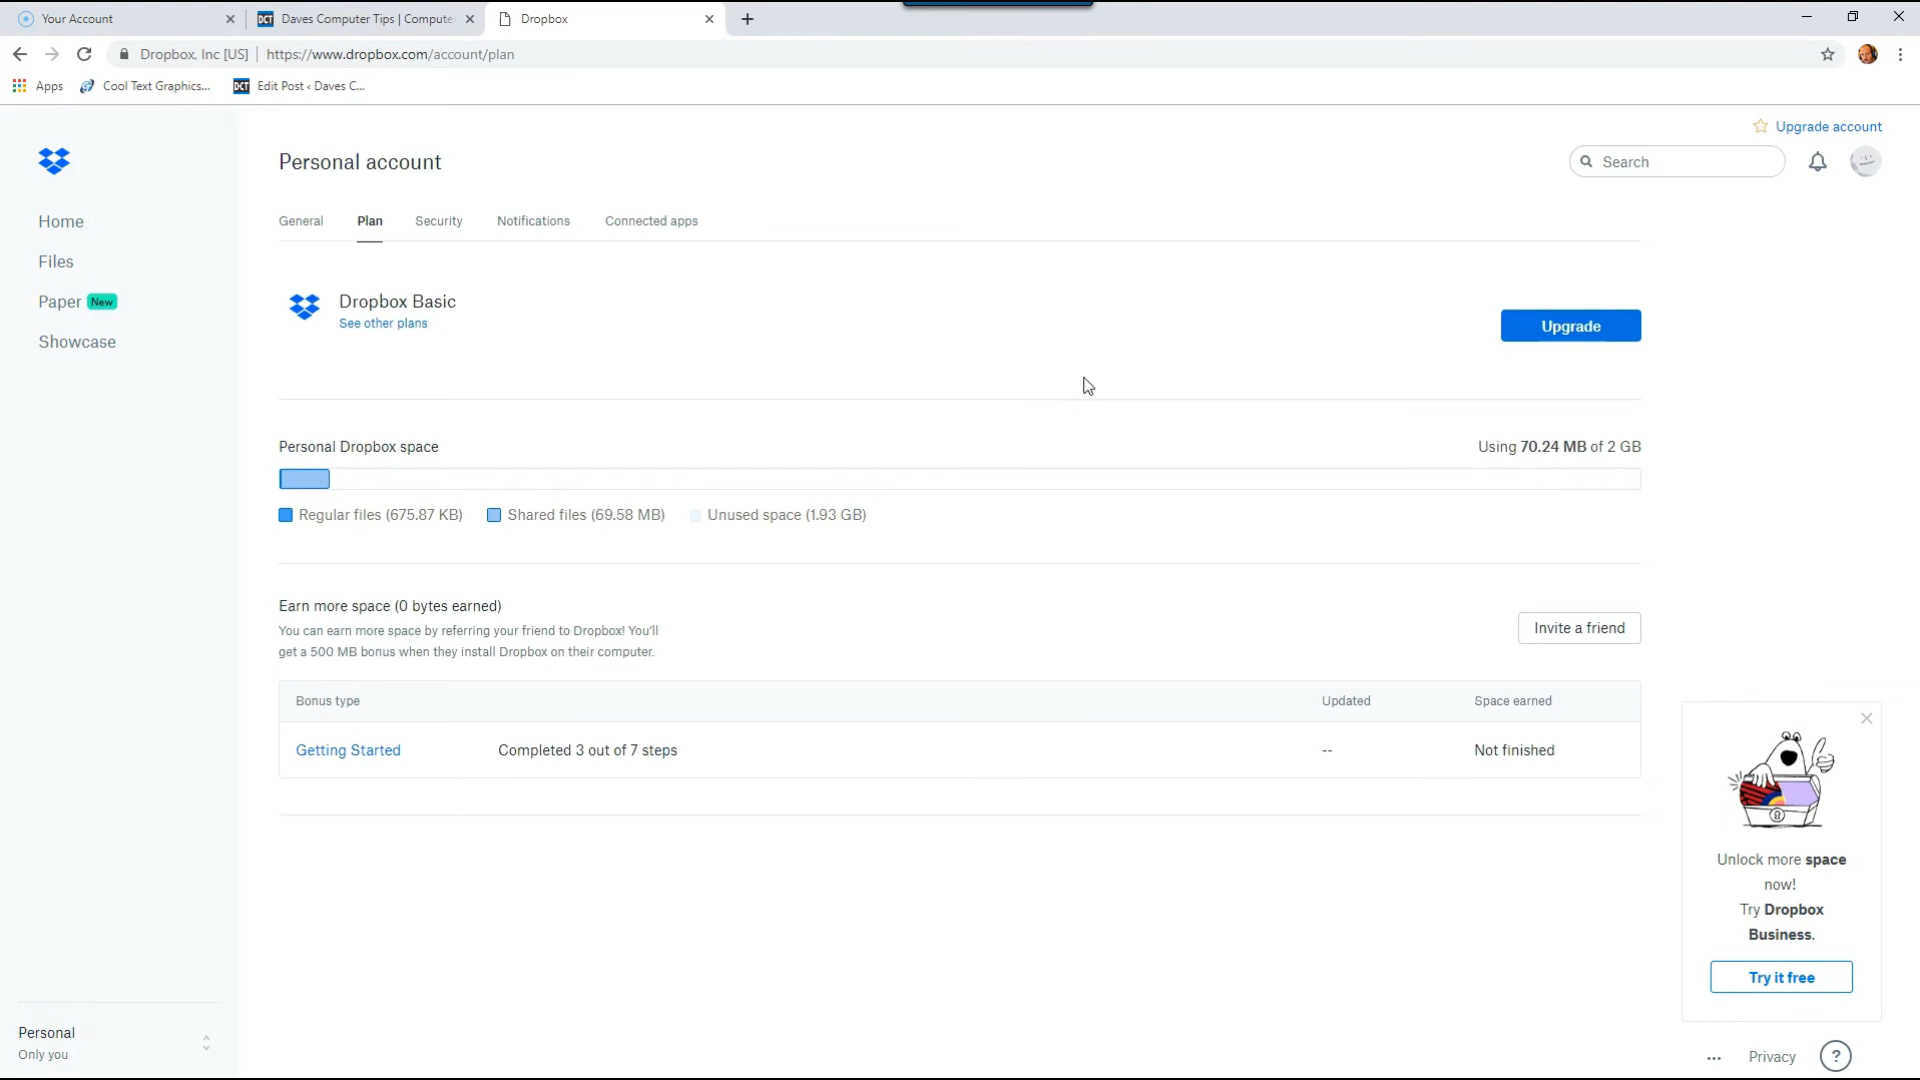 Your Account
Daves Computer Tips | Compute
Dropbox
Dropbox, Inc [US] | https://www.dropbox.com/account/plan
Apps
Cool Text Graphics...
DCT Edit Post ‹ Daves C...
Upgrade account
Personal account
Search
Home
General Plan Security Notifications Connected apps
Files
Paper New
Showcase
Dropbox Basic
See other plans
Upgrade
Personal Dropbox space
Using 70.24 MB of 2 GB
Regular files (675.87 KB) Shared files (69.58 MB) Unused space (1.93 GB)
Earn more space (0 bytes earned)
You can earn more space by referring your friend to Dropbox! You'll
get a 500 MB bonus when they install Dropbox on their computer.
Invite a friend
Bonus type Updated Space earned
Getting Started Completed 3 out of 7 steps -- Not finished
Unlock more space
now!
Try Dropbox
Business.
Try it free
Personal
Only you
... Privacy ?